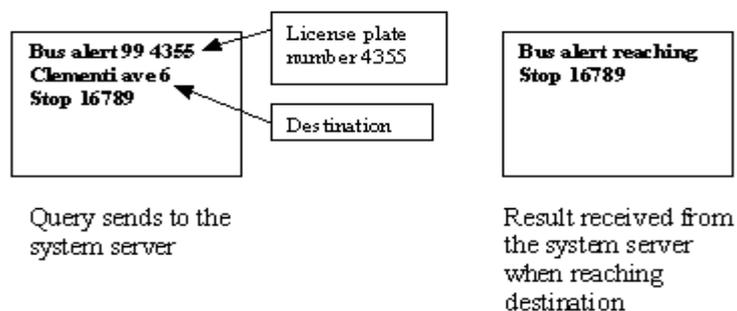 Bus alert 99 4355
Clementi ave 6
Stop 16789
License plate
number 4355
Destination
Query sends to the
system server
Bus alert reaching
Stop 16789
Result received from
the system server
when reaching
destination